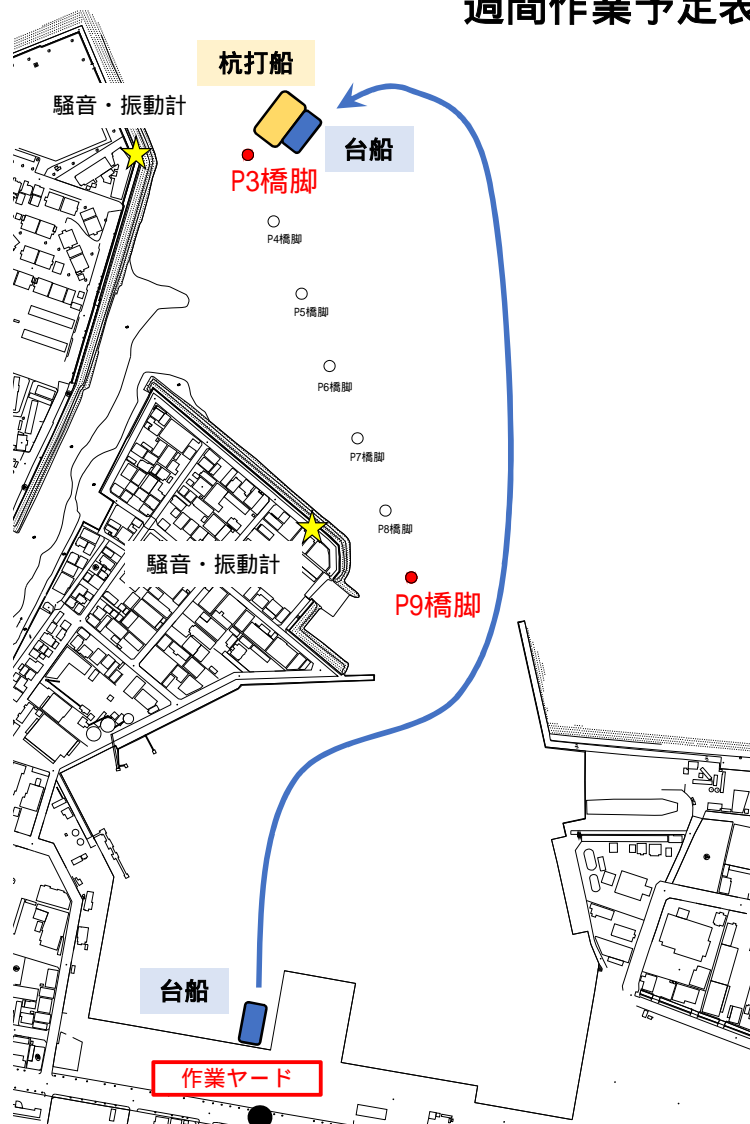 週間作業予定表
杭打船
騒音・振動計
台船
P3橋脚
P4橋脚
P5橋脚
P6橋脚
P7橋脚
P8橋脚
騒音・振動計
P9橋脚
台船
作業ヤード